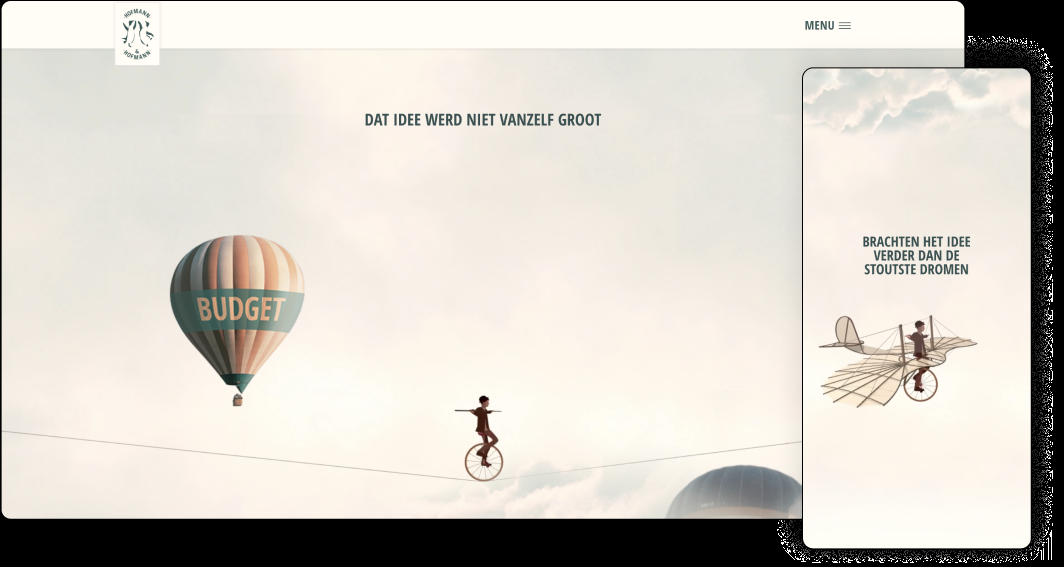 HOFMANN
&
HOFMANN
MENU
DAT IDEE WERD NIET VANZELF GROOT
BUDGET
BRACHTEN HET IDEE
VERDER DAN DE
STOUTSTE DROMEN